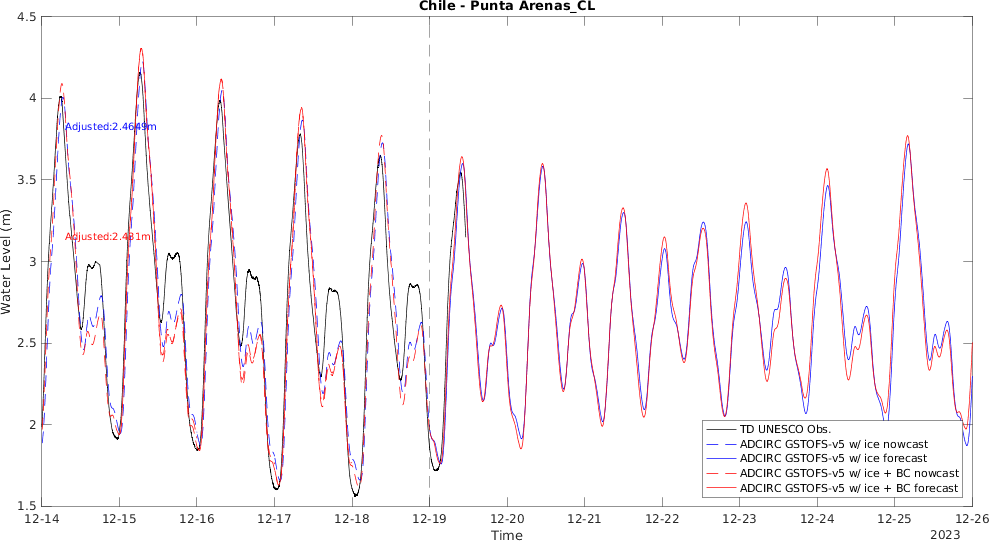 Chile - Punta Arenas_CL
4.5
4
3.5
3
2.5
2
1.5
Water Level (m)
Adjusted:2.4649m
Adjusted:2.431m
TD UNESCO Obs.
ADCIRC GSTOFS-v5 w/ ice nowcast
ADCIRC GSTOFS-v5 w/ ice forecast
ADCIRC GSTOFS-v5 w/ ice + BC nowcast
ADCIRC GSTOFS-v5 w/ ice + BC forecast
12-14 12-15 12-16 12-17 12-18 12-19 12-20 12-21 12-22 12-23 12-24 12-25 12-26
Time
2023